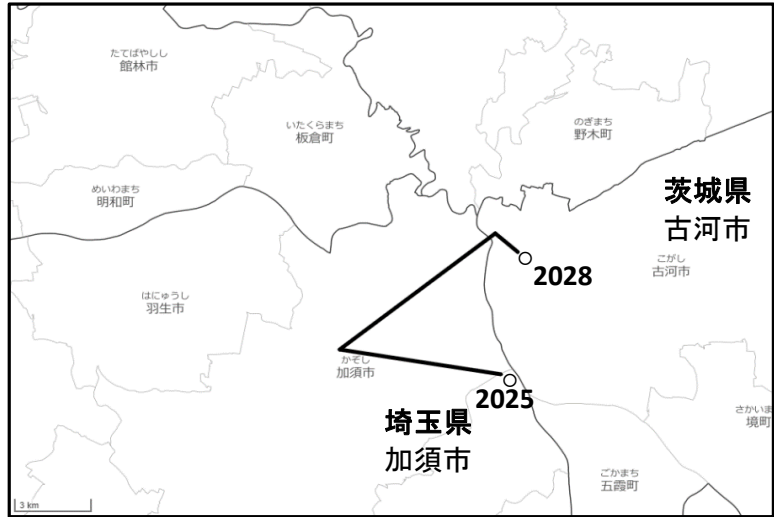 たてばやしし
館林市
いたくらまち
板倉町
のぎまち
野木町
めいわまち
明和町
茨城県
古河市
こがし
古河市
2028
はにゅうし
羽生市
かぞし
加須市
2025
埼玉県
加須市
さかいま
境町
ごかまち
五霞町
3 km